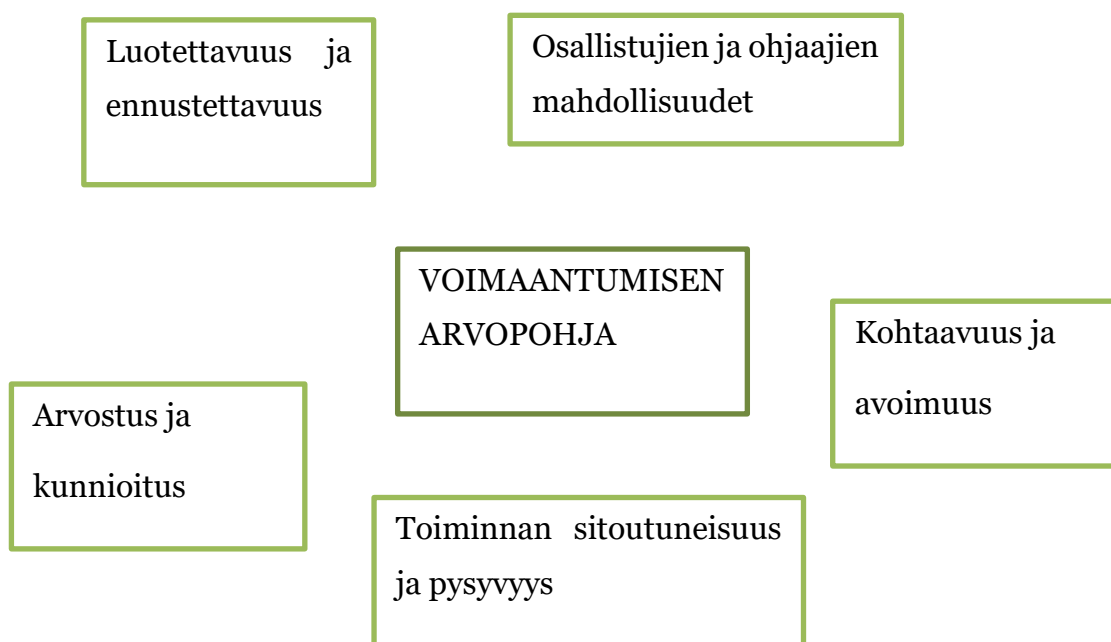 Luotettavuus ja
ennustettavuus
Osallistujien ja ohjaajien
mahdollisuudet
VOIMAANTUMISEN
ARVOPOHJA
Kohtaavuus ja
avoimuus
Arvostus ja
kunnioitus
Toiminnan sitoutuneisuus
ja pysyvyys